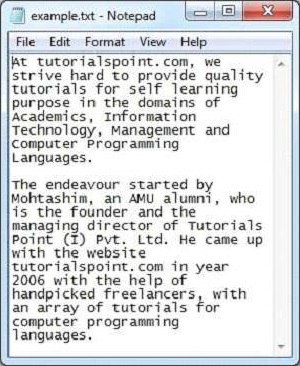 example.txt - Notepad
File Edit Format View Help
At tutorialspoint.com, we
strive hard to provide quality
tutorials for self learning
purpose in the domains of
Academics, Information
Technology, Management and
Computer Programming
Languages.

The endeavour started by
Mohtashim, an AMU alumni, who
is the founder and the
managing director of Tutorials
Point (I) Pvt. Ltd. He came up
with the website
tutorialspoint.com in year
2006 with the help of
handpicked freelancers, with
an array of tutorials for
computer programming
languages.